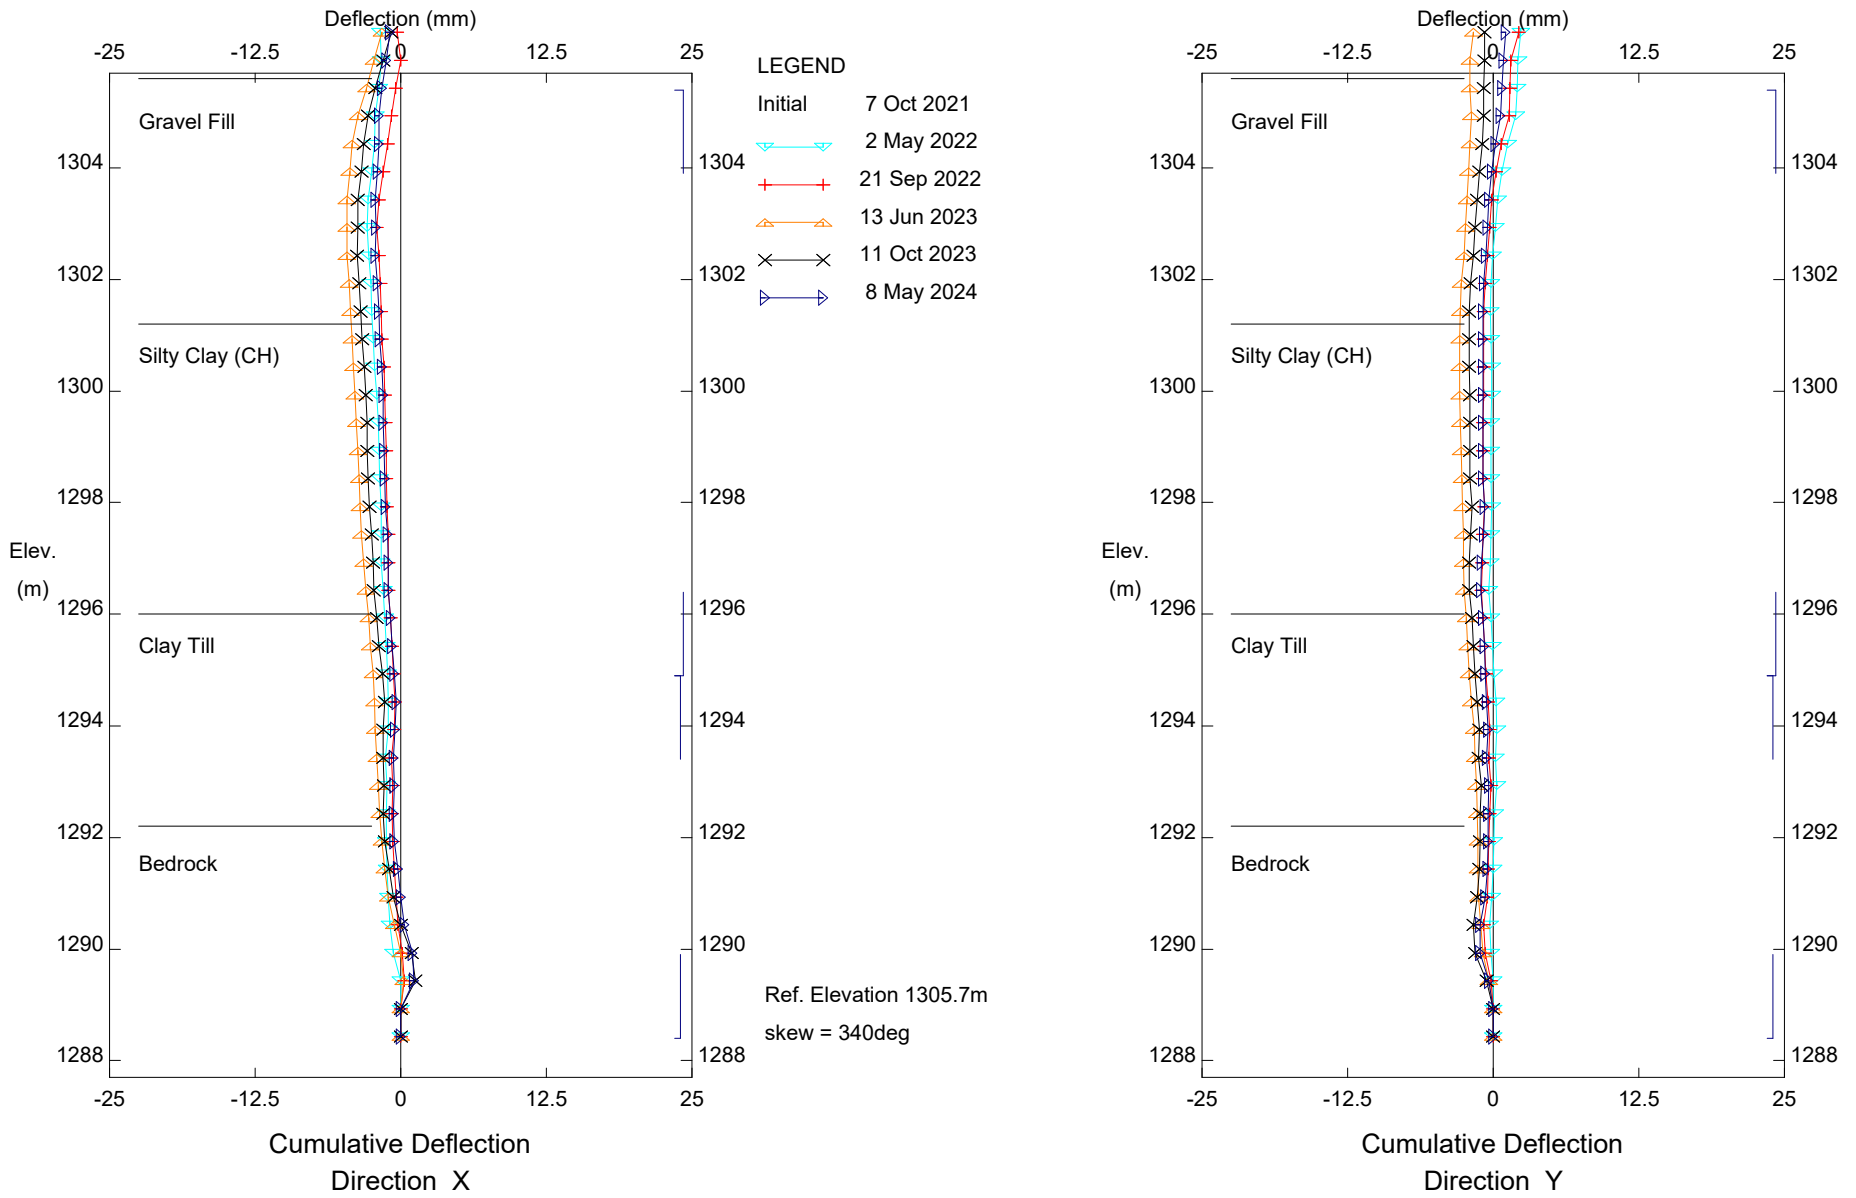 Deflection (mm)
-25 -12.5 0 12.5 25
Gravel Fill
1304 1304
1302 1302
Silty Clay (CH)
1300 1300
1298 1298
Elev.
(m)
1296 1296
Clay Till
1294 1294
1292 1292
Bedrock
1290 1290
1288 1288
-25 -12.5 0 12.5 25
Cumulative Deflection
Direction X
LEGEND
Initial 7 Oct 2021
2 May 2022
21 Sep 2022
13 Jun 2023
11 Oct 2023
8 May 2024
Ref. Elevation 1305.7m
skew = 340deg
Deflection (mm)
-25 -12.5 0 12.5 25
Gravel Fill
1304 1304
1302 1302
Silty Clay (CH)
1300 1300
1298 1298
Elev.
(m)
1296 1296
Clay Till
1294 1294
1292 1292
Bedrock
1290 1290
1288 1288
-25 -12.5 0 12.5 25
Cumulative Deflection
Direction Y